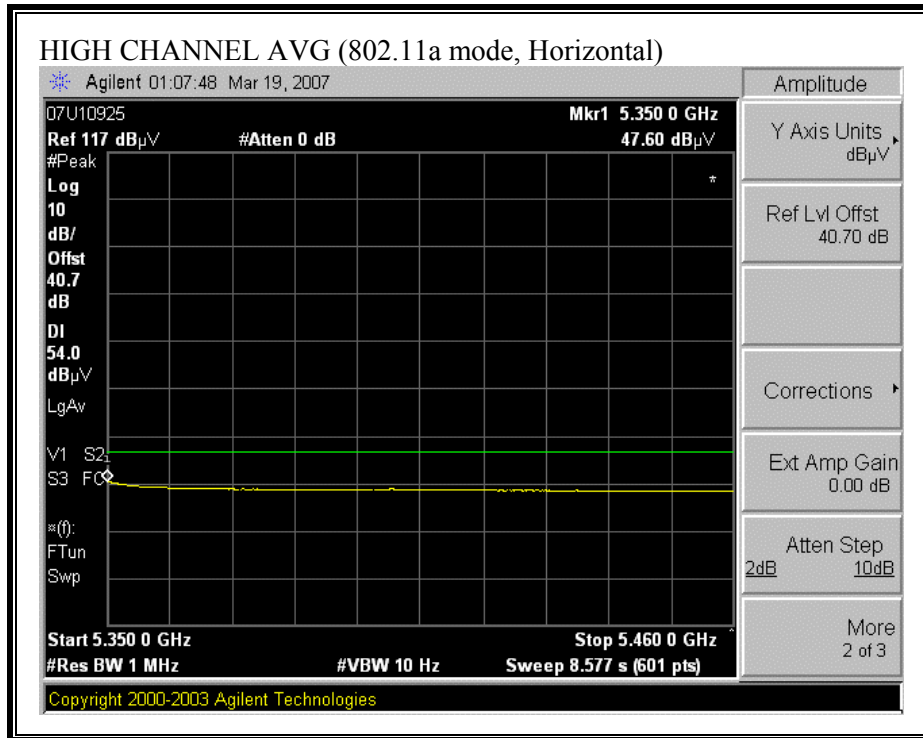 HIGH CHANNEL AVG (802.11a mode, Horizontal)
Agilent 01:07:48 Mar 19, 2007
07U10925
Mkr1 5.350 0 GHz
Ref 117 dBµV #Atten 0 dB 47.60 dBµV
#Peak
Log
10
dB/
Offst
40.7
dB
DI
54.0
dBµV
LgAv
V1 S2
S3 FC
1
*
¤(f):
FTun
Swp
Start 5.350 0 GHz Stop 5.460 0 GHz ^
#Res BW 1 MHz #VBW 10 Hz Sweep 8.577 s (601 pts)
Copyright 2000-2003 Agilent Technologies
Amplitude
Y Axis Units
dBµV
Ref Lvl Offst
40.70 dB
Corrections
Ext Amp Gain
0.00 dB
Atten Step
2dB 10dB
More
2 of 3